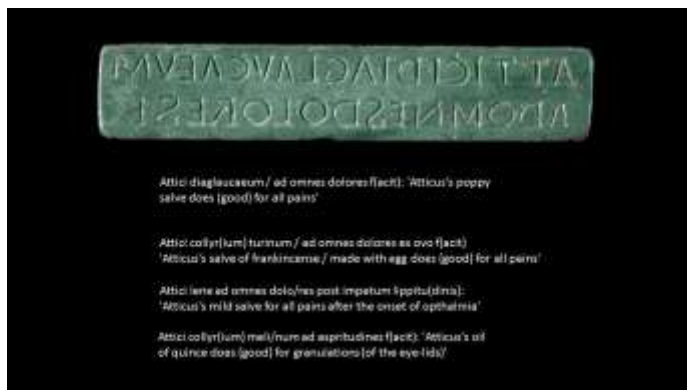 ATTICIDIAGLAVCAEVM
ADOMNESDOLORESF
Attici diaglaucaeum / ad omnes dolores f(acit): 'Atticus's poppy
salve does (good) for all pains'
Attici collyr(ium) turinum / ad omnes dolores ex ovo f(acit)
'Atticus's salve of frankincense / made with egg does (good) for all pains'
Attici lene ad omnes dolo/res post impetum lippitu(dinis):
'Atticus's mild salve for all pains after the onset of opthalmia'
Attici collyr(ium) meli/num ad aspritudines f(acit): 'Atticus's oil
of quince does (good) for granulations (of the eye-lids)'